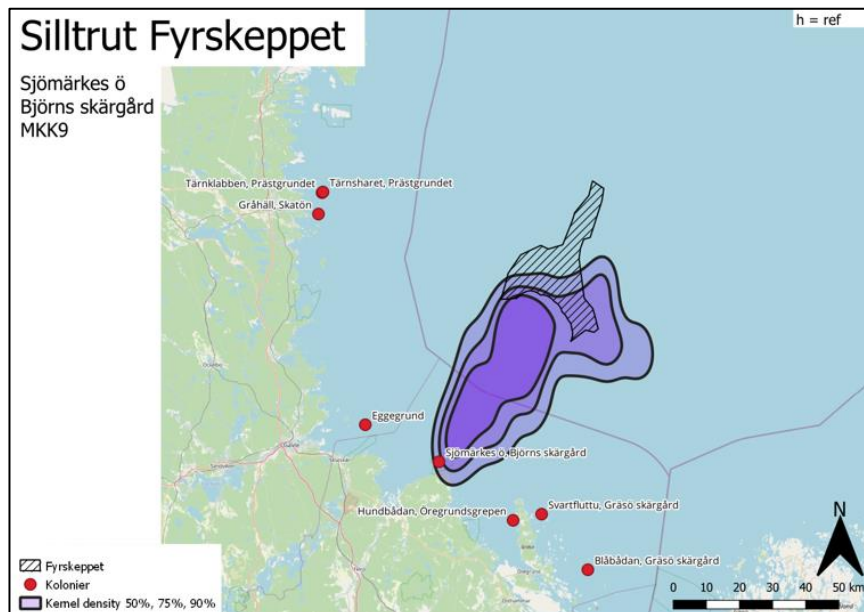 Silltrut Fyrskeppet
h = ref
Sjömärkes ö
Björns skärgård
MKK9
Tärnklabben, Prästgrundet
Tärnsharet, Prästgrundet
Gråhäll, Skatön
Eggegrund
Sjömärkes ö, Björns skärgård
Hundbådan, Öregrundsgrepen
Svartfluttu, Gräsö skärgård
Blåbådan, Gräsö skärgård
N
Fyrskeppet
Kolonier
Kernel density 50%, 75%, 90%
0 10 20 30 40 50 km